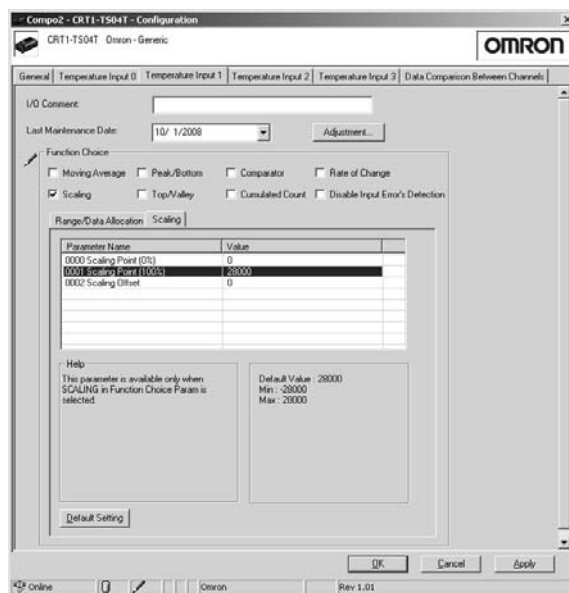 Compo2 - CRT1-TS04T - Configuration
CRT1-TS04T Omron - Generic
OMRON
General Temperature Input 0 Temperature Input 1 Temperature Input 2 Temperature Input 3 Data Comparison Between Channels
I/O Comment:
Last Maintenance Date: 10/ 1/2008 Adjustment...
Function Choice
Moving Average Peak/Bottom Comparator Rate of Change
Scaling Top/Valley Cumulated Count Disable Input Error's Detection
Range/Data Allocation Scaling
Parameter Name Value
0000 Scaling Point (0%) 0
0001 Scaling Point (100%) 28000
0002 Scaling Offset 0
Help
This parameter is available only when
SCALING in Function Choice Param is
selected.
Default Value : 28000
Min : -28000
Max : 28000
Default Setting
OK Cancel Apply
Online Omron Rev 1.01